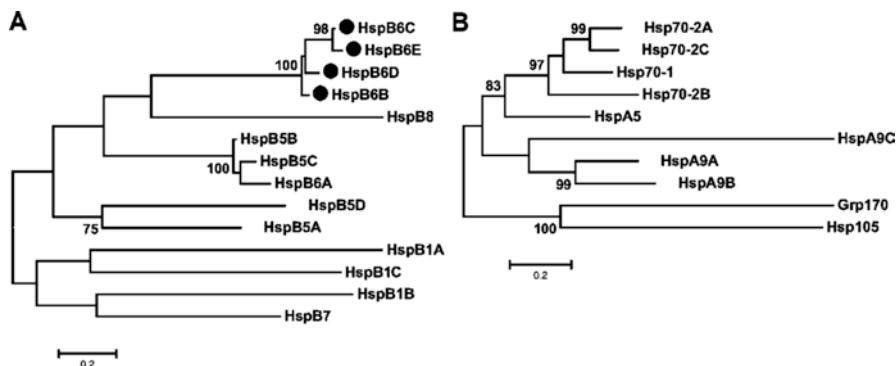 A
98
HspB6C
HspB6E
100
HspB6D
HspB6B
HspB8
HspB5B
HspB5C
100
HspB6A
HspB5D
75
HspB5A
HspB1A
HspB1C
HspB1B
HspB7
0.2
B
99
Hsp70-2A
Hsp70-2C
97
Hsp70-1
83
Hsp70-2B
HspA5
HspA9C
HspA9A
99
HspA9B
Grp170
100
Hsp105
0.2